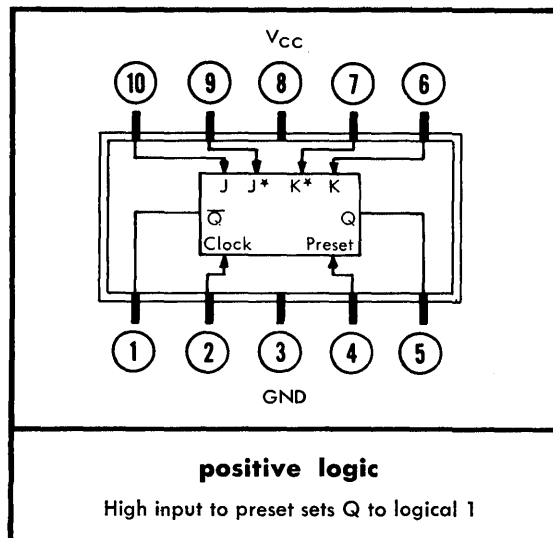 VCC
10 9 8 7 6
J J* K* K
Q̅ Q
Clock Preset
1 2 3 4 5
GND
positive logic
High input to preset sets Q to logical 1